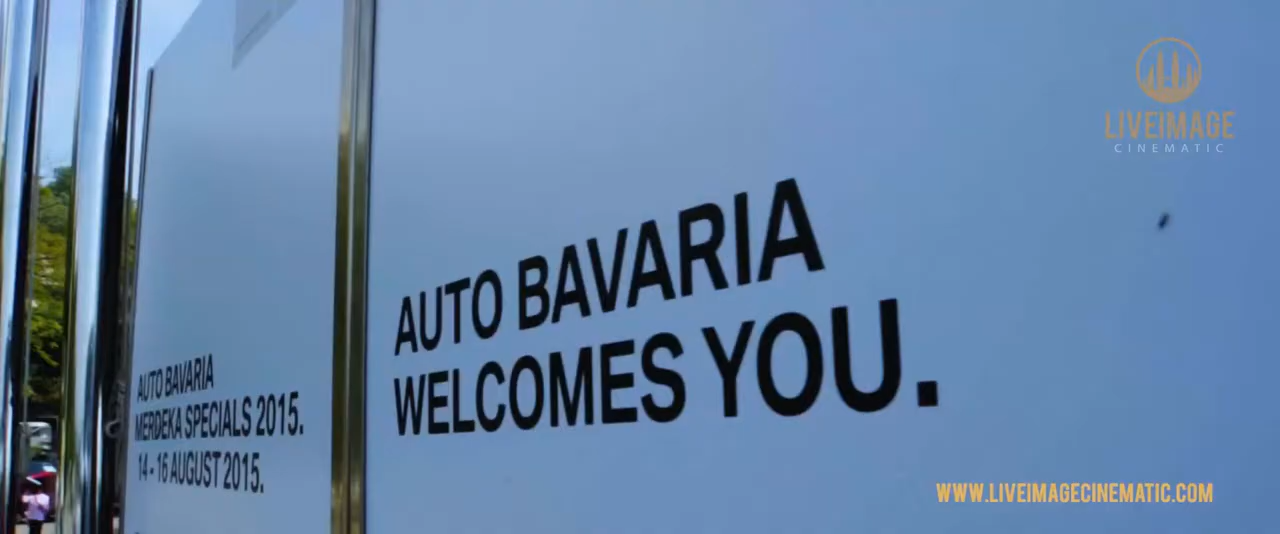 AUTO BAVARIA
MERDEKA SPECIALS 2015.
14 - 16 AUGUST 2015.
AUTO BAVARIA
WELCOMES YOU.
LIVEIMAGE
CINEMATIC
WWW.LIVEIMAGECINEMATIC.COM